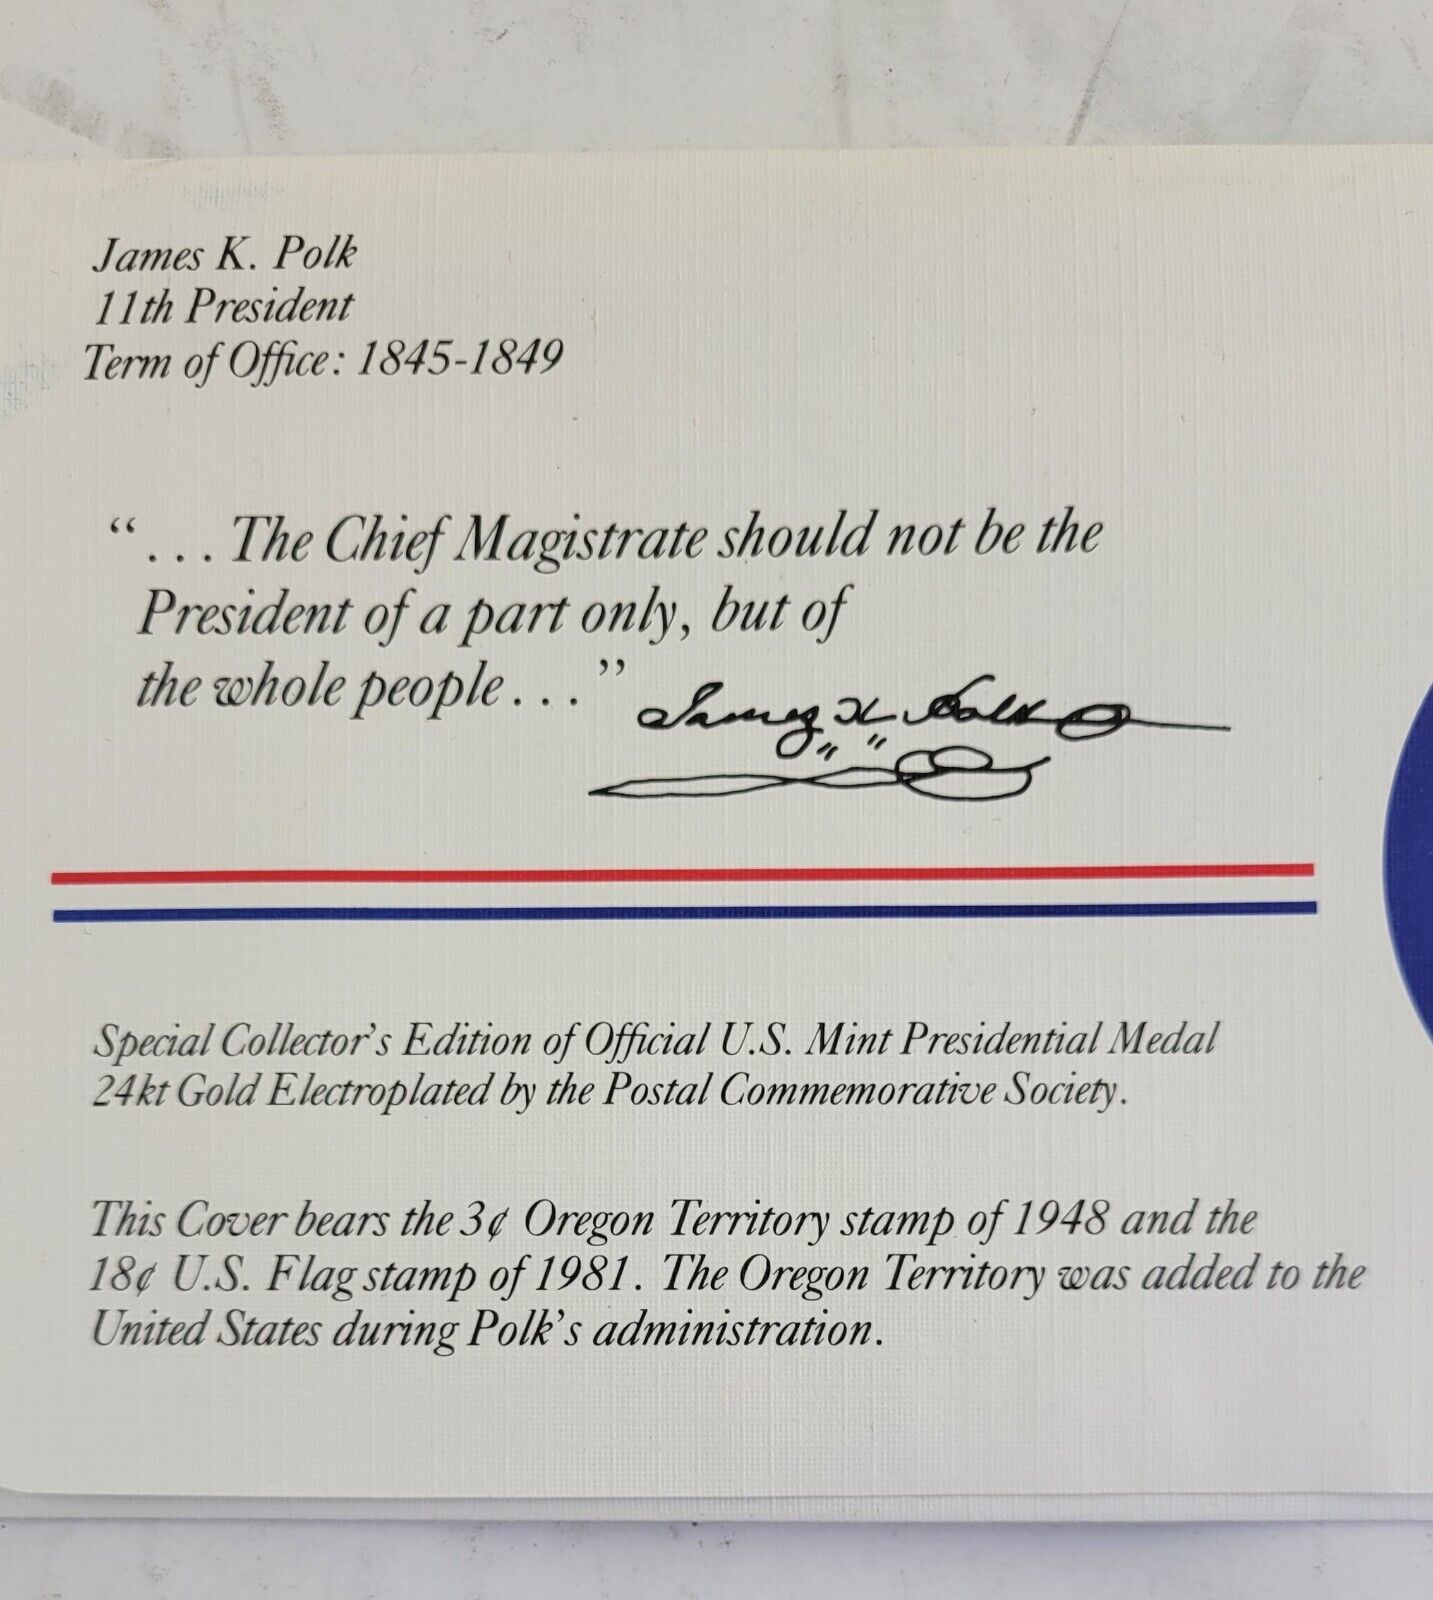 James K. Polk
11th President
Term of Office: 1845-1849
“. . . The Chief Magistrate should not be the
President of a part only, but of
the whole people . . .”
James K. Polk
Special Collector’s Edition of Official U.S. Mint Presidential Medal
24kt Gold Electroplated by the Postal Commemorative Society.
This Cover bears the 3¢ Oregon Territory stamp of 1948 and the
18¢ U.S. Flag stamp of 1981. The Oregon Territory was added to the
United States during Polk’s administration.